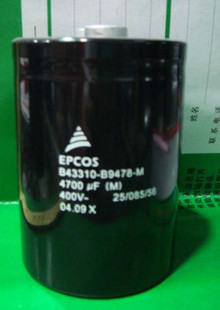 EPCOS
B43310-B9478-M
4700 µF (M)
400V- 25/085/56
04.09 X